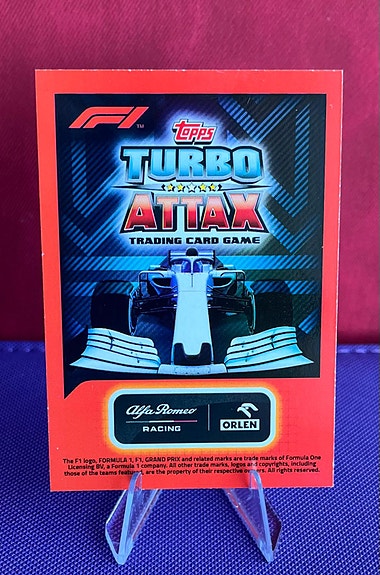 F1 TM
Topps
TURBO
ATTAX
TRADING CARD GAME
Alfa Romeo
RACING
ORLEN
The F1 logo, FORMULA 1, F1, GRAND PRIX and related marks are trade marks of Formula One
Licensing BV, a Formula 1 company. All other trade marks, logos and copyrights, including
those of the teams featured, are the property of their respective owners. All rights reserved.